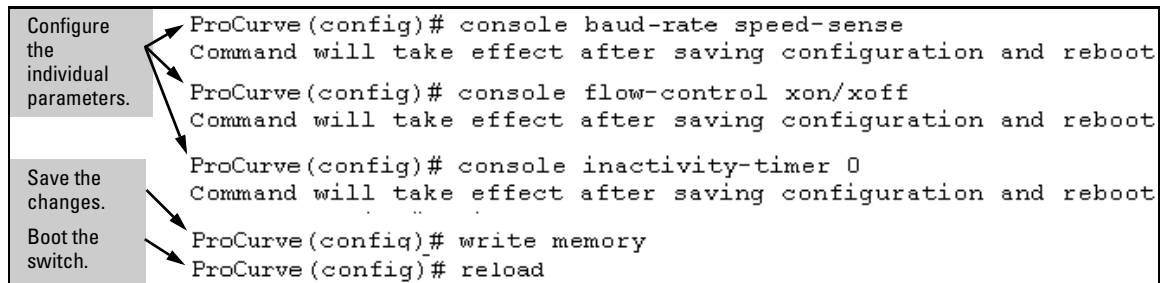 Configure
the
individual
parameters.
ProCurve(config)# console baud-rate speed-sense
Command will take effect after saving configuration and reboot
ProCurve(config)# console flow-control xon/xoff
Command will take effect after saving configuration and reboot
ProCurve(config)# console inactivity-timer 0
Command will take effect after saving configuration and reboot
Save the
changes.
ProCurve(config)# write memory
Boot the
switch.
ProCurve(config)# reload